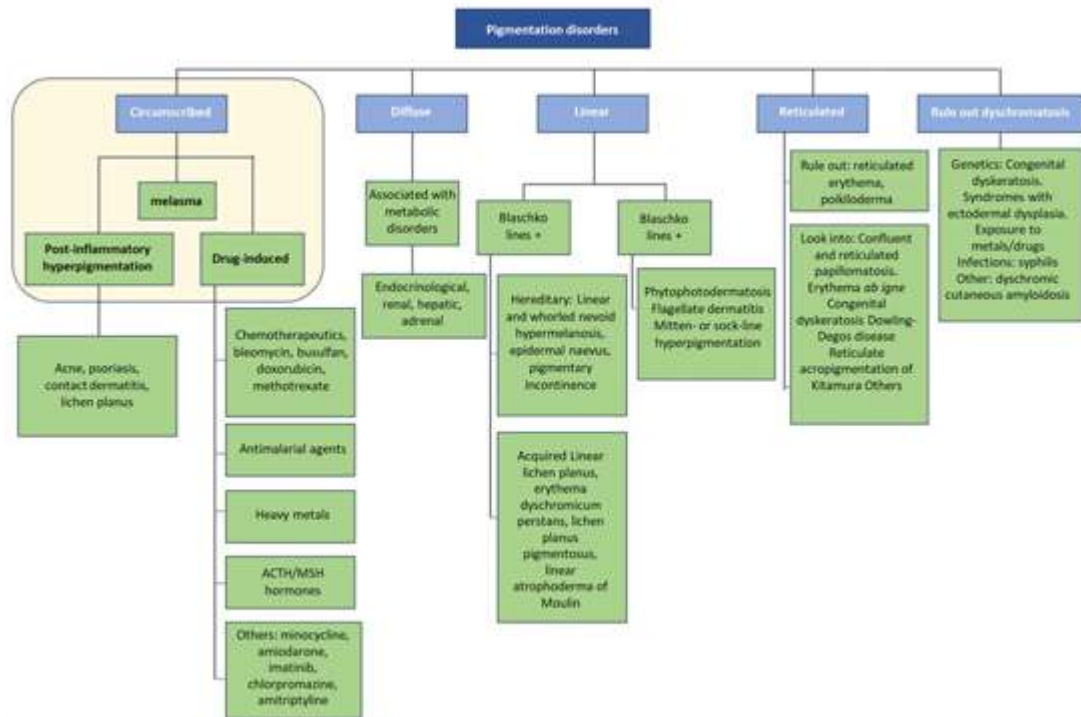 Pigmentation disorders
Circumscribed
Diffuse
Linear
Reticulated
Rule out dyschromatosis
melasma
Post-inflammatory
hyperpigmentation
Drug-induced
Acne, psoriasis,
contact dermatitis,
lichen planus
Chemotherapeutics,
bleomycin, busulfan,
doxorubicin,
methotrexate
Antimalarial agents
Heavy metals
ACTH/MSH
hormones
Others: minocycline,
amiodarone,
imatinib,
chlorpromazine,
amitriptyline
Associated with
metabolic
disorders
Endocrinological,
renal, hepatic,
adrenal
Blaschko
lines +
Hereditary: Linear
and whorled nevoid
hypermelanosis,
epidermal naevus,
pigmentary
Incontinence
Acquired Linear
lichen planus,
erythema
dyschromicum
perstans, lichen
planus
pigmentosus,
linear
atrophoderma of
Moulin
Blaschko
lines +
Phytophotodermatosis
Flagellate dermatitis
Mitten- or sock-line
hyperpigmentation
Rule out: reticulated
erythema,
poikiloderma
Look into: Confluent
and reticulated
papillomatosis.
Erythema ab igne
Congenital
dyskeratosis Dowling-
Degos disease
Reticulate
acropigmentation of
Kitamura Others
Genetics: Congenital
dyskeratosis.
Syndromes with
ectodermal dysplasia.
Exposure to
metals/drugs
Infections: syphilis
Other: dyschromic
cutaneous amyloidosis